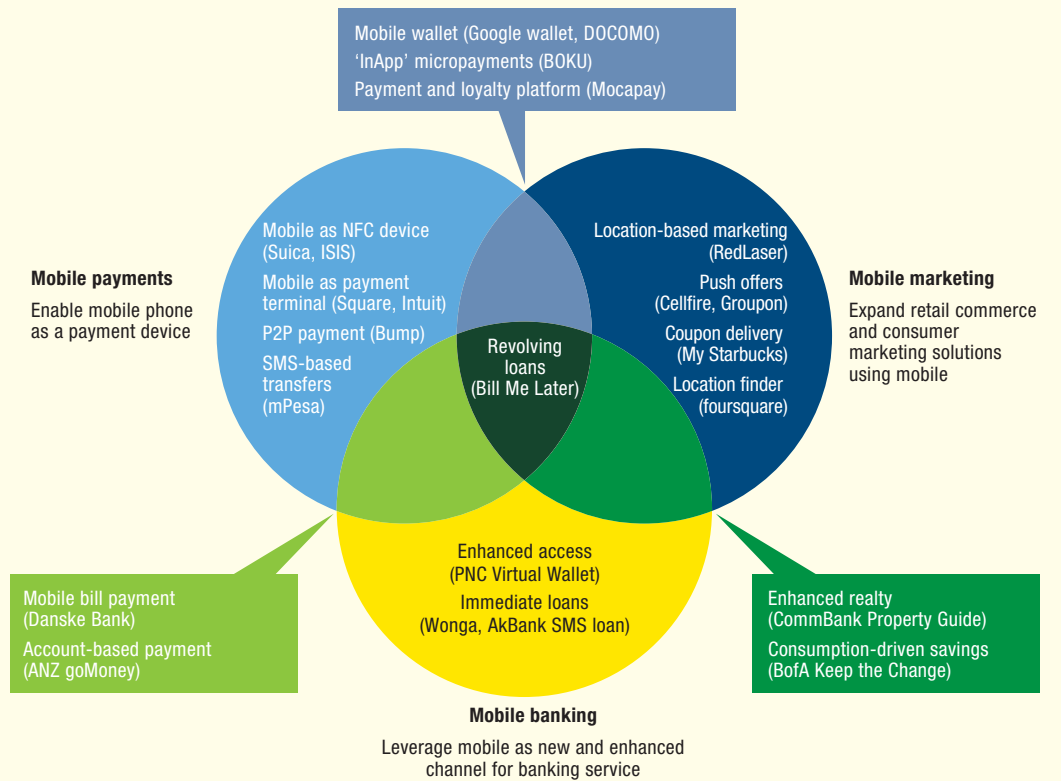 Mobile wallet (Google wallet, DOCOMO)
‘InApp’ micropayments (BOKU)
Payment and loyalty platform (Mocapay)
Mobile payments
Enable mobile phone
as a payment device
Mobile as NFC device
(Suica, ISIS)
Mobile as payment
terminal (Square, Intuit)
P2P payment (Bump)
SMS-based
transfers
(mPesa)
Revolving
loans
(Bill Me Later)
Location-based marketing
(RedLaser)
Push offers
(Cellfire, Groupon)
Coupon delivery
(My Starbucks)
Location finder
(foursquare)
Mobile marketing
Expand retail commerce
and consumer
marketing solutions
using mobile
Enhanced access
(PNC Virtual Wallet)
Immediate loans
(Wonga, AkBank SMS loan)
Mobile bill payment
(Danske Bank)
Account-based payment
(ANZ goMoney)
Enhanced realty
(CommBank Property Guide)
Consumption-driven savings
(BofA Keep the Change)
Mobile banking
Leverage mobile as new and enhanced
channel for banking service